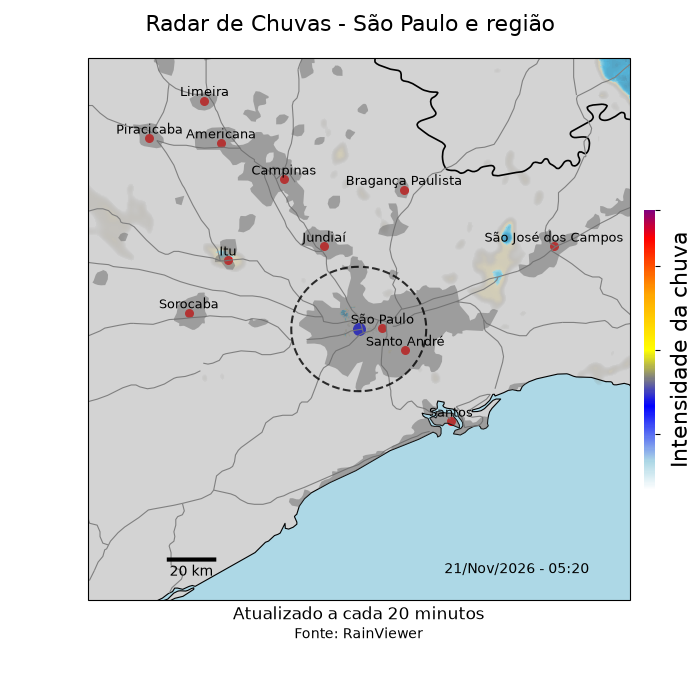 Radar de Chuvas - São Paulo e região
Limeira
Piracicaba
Americana
Campinas
Bragança Paulista
Jundiaí
São José dos Campos
Itu
Sorocaba
São Paulo
Santo André
Santos
Intensidade da chuva
20 km
21/Nov/2026 - 05:20
Atualizado a cada 20 minutos
Fonte: RainViewer